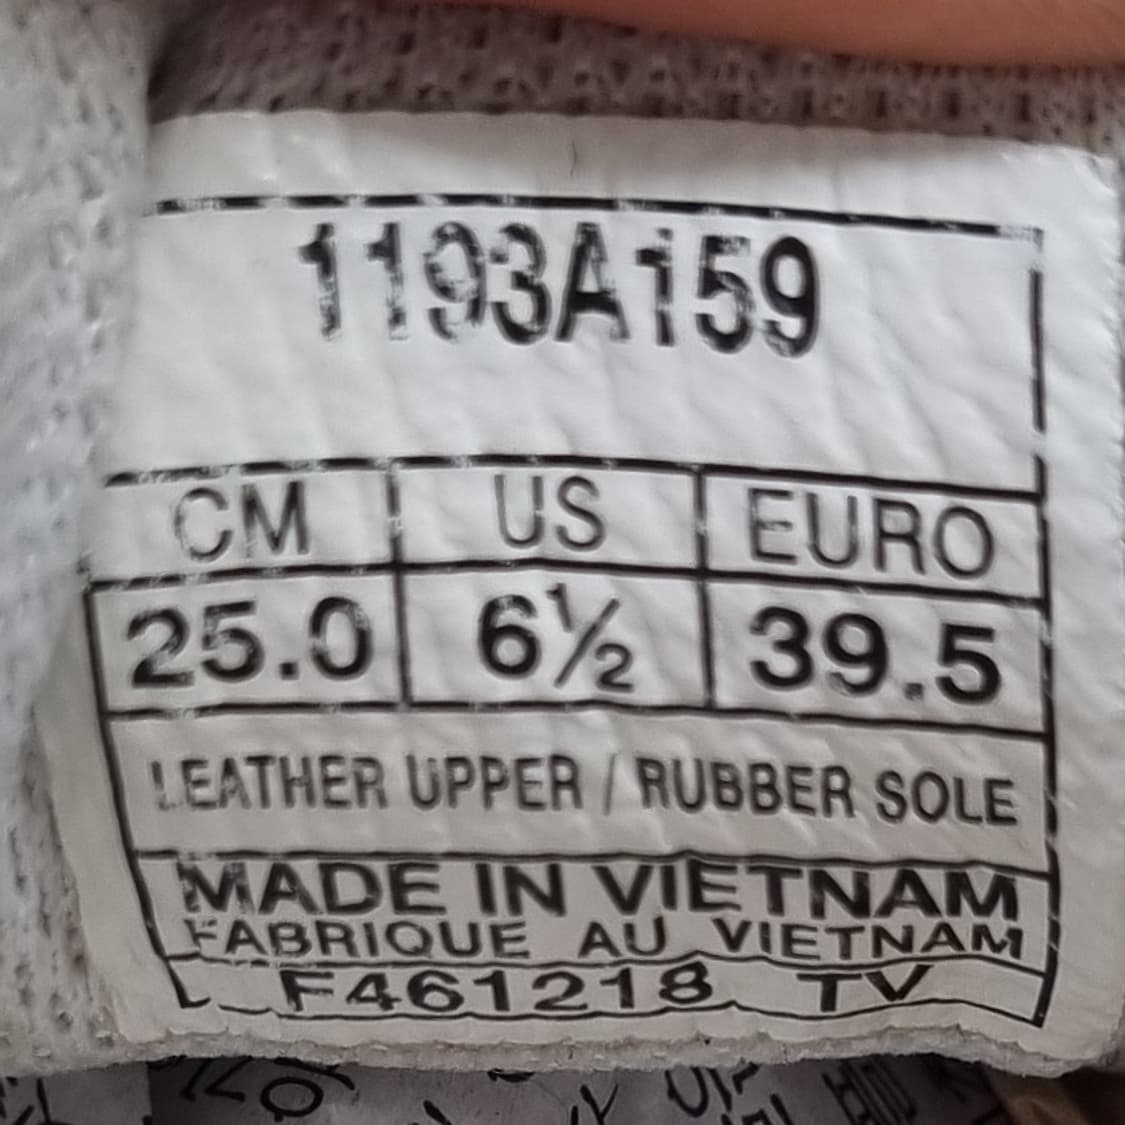 1193A159
CM US EURO
25.0 6½ 39.5
LEATHER UPPER / RUBBER SOLE
MADE IN VIETNAM
FABRIQUE AU VIETNAM
F461218 TV